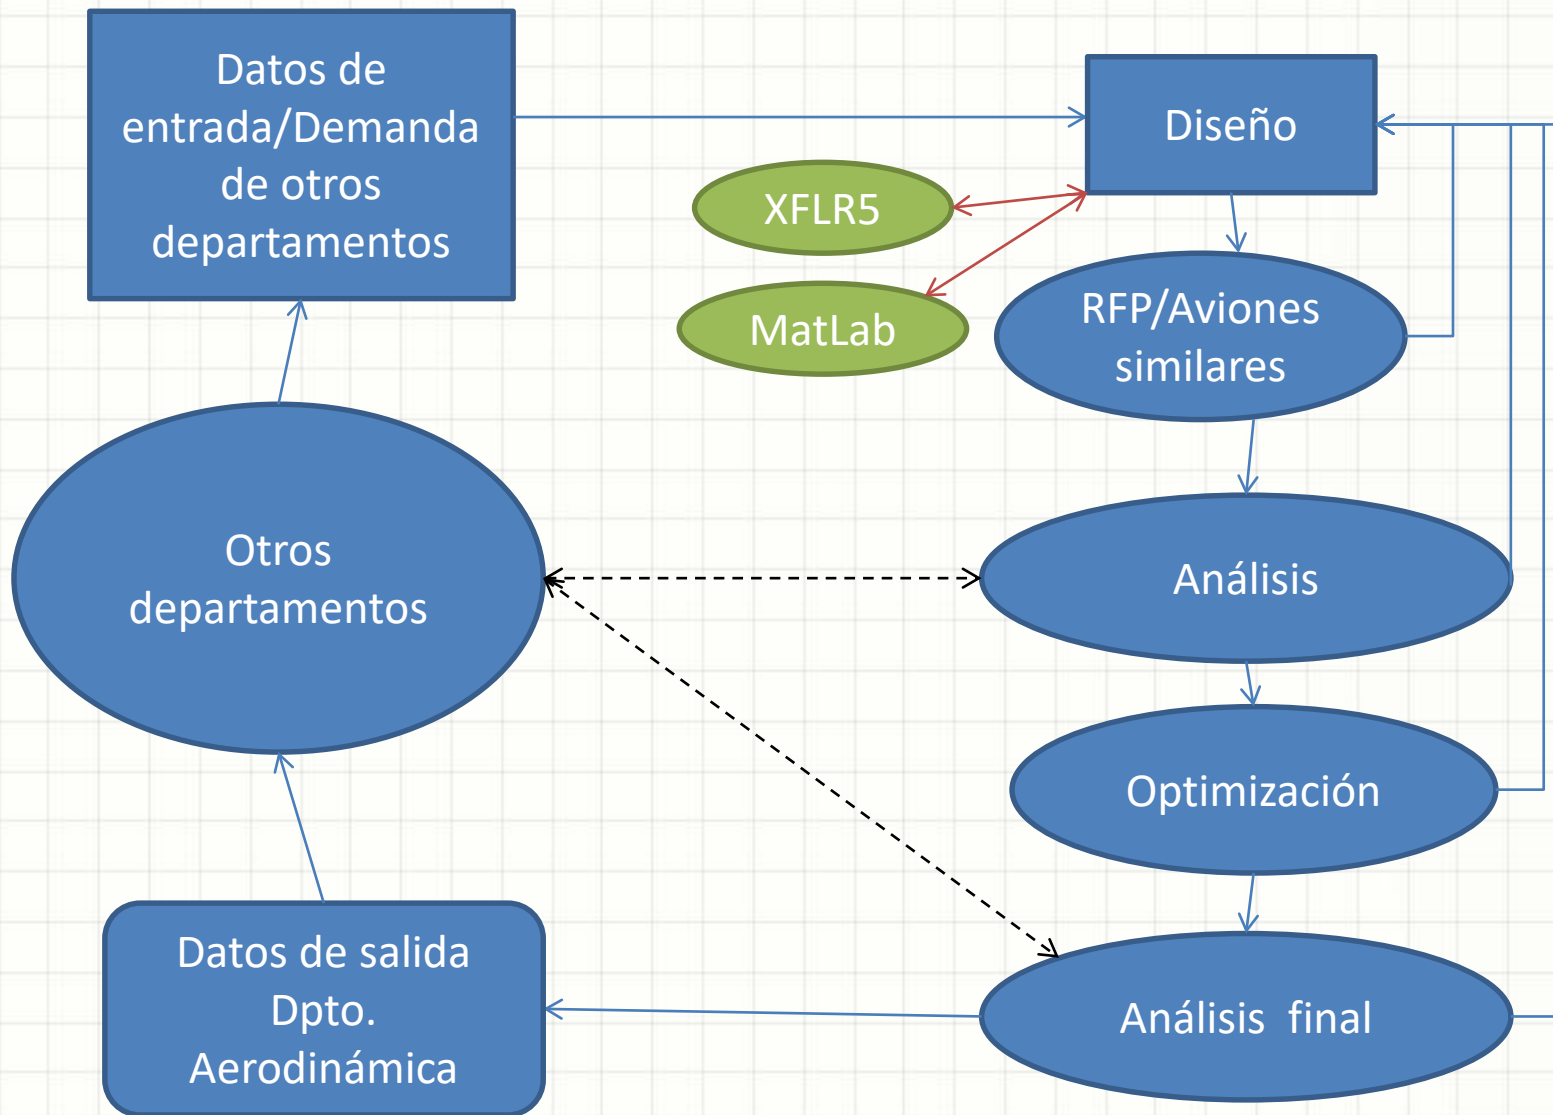 Datos de
entrada/Demanda
de otros
departamentos
Diseño
XFLR5
MatLab
RFP/Aviones
similares
Otros
departamentos
Análisis
Optimización
Datos de salida
Dpto.
Aerodinámica
Análisis  final